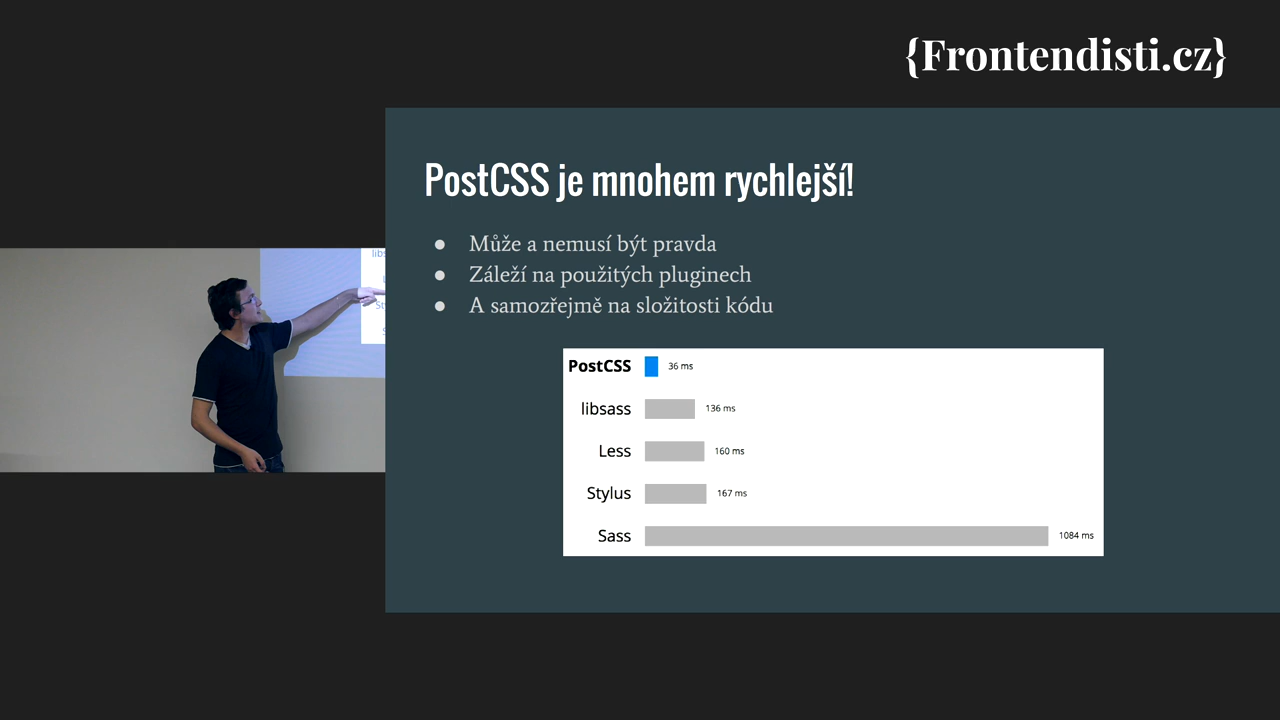 {Frontendisti.cz}
PostCSS je mnohem rychlejší!
● Může a nemusí být pravda
● Záleží na použitých pluginech
● A samozřejmě na složitosti kódu
PostCSS 36 ms
libsass 136 ms
Less 160 ms
Stylus 167 ms
Sass 1084 ms